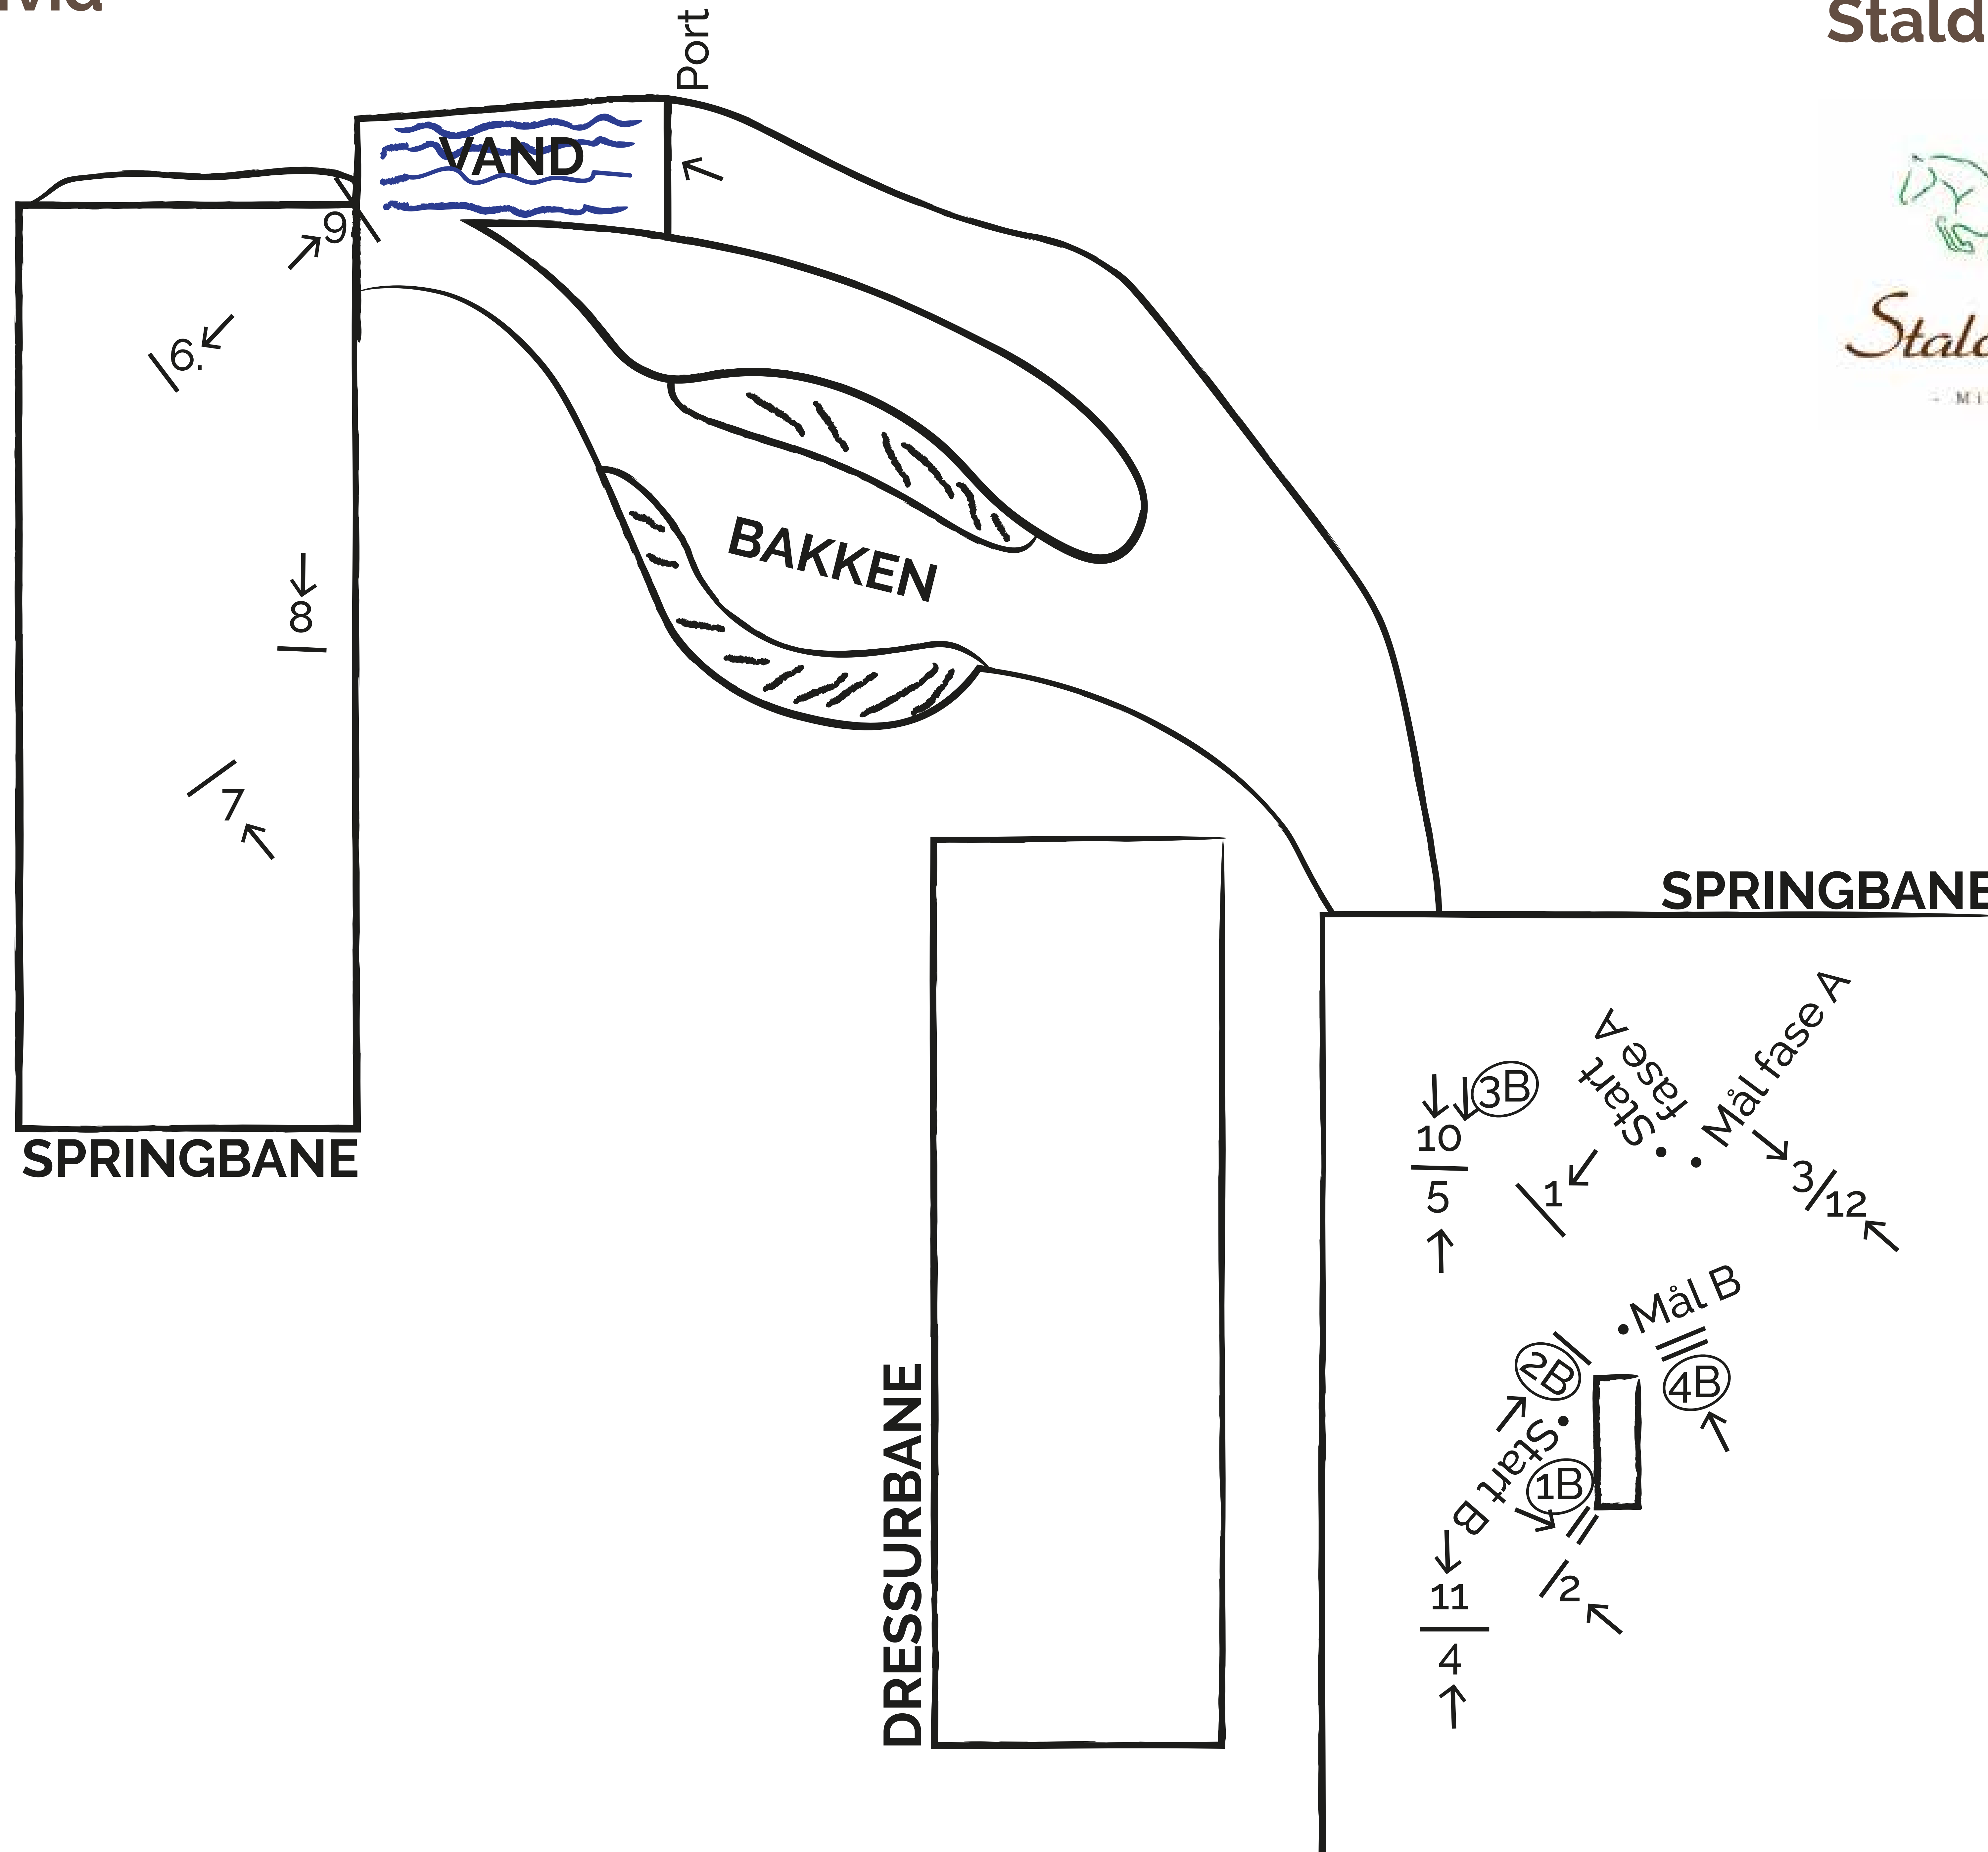 Stald
Port
VAND
9
6.
BAKKEN
8
7
SPRINGBANE
SPRINGBANE
Start
fase A
Mål fase A
3B
10
5
1
3
12
Mål B
2B
4B
Start B
1B
11
2
4
DRESSURBANE
Stald